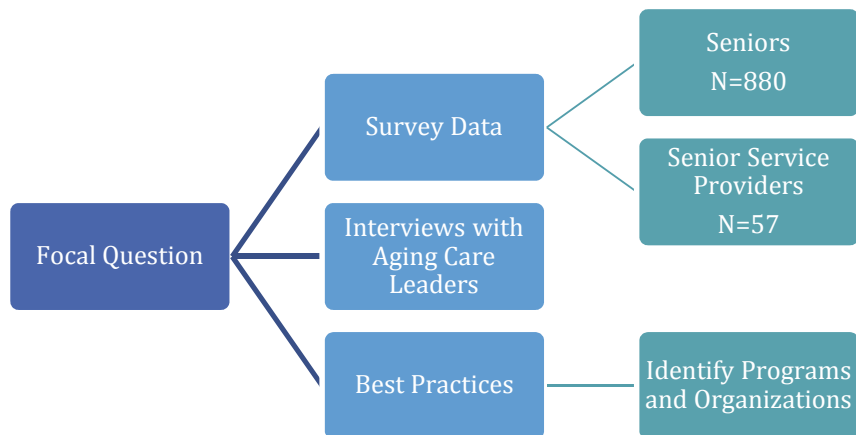 Focal Question
Survey Data
Seniors
N=880
Senior Service
Providers
N=57
Interviews with
Aging Care
Leaders
Best Practices
Identify Programs
and Organizations